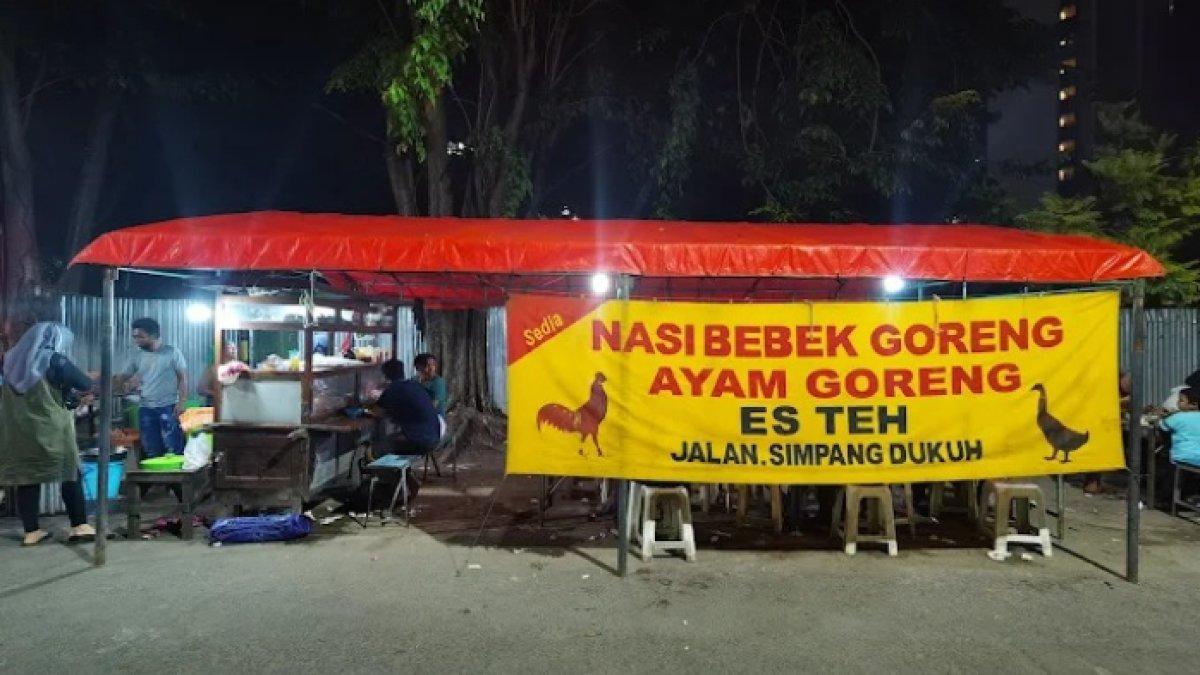 Sedia
NASI BEBEK GORENG
AYAM GORENG
ES TEH
JALAN.SIMPANG DUKUH